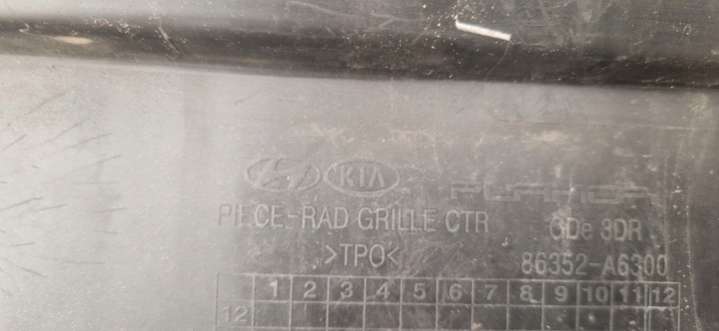 KIA
PIECE-RAD GRILLE CTR GDe 3DR
>TPO< 86352-A6300
1 2 3 4 5 6 7 8 9 10 11 12
12